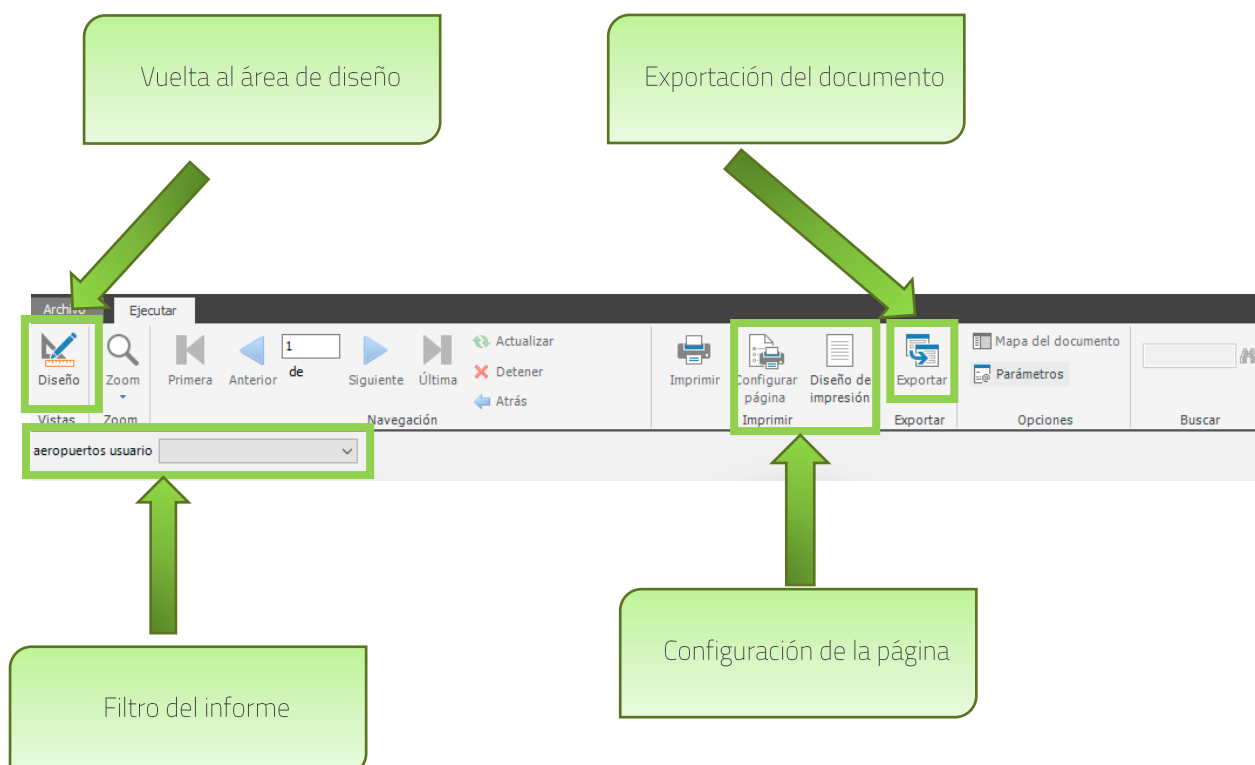 Vuelta al área de diseño
Exportación del documento
Archivo
Ejecutar
Diseño
Vistas
Zoom
Zoom
Primera
Anterior
1
de
Siguiente
Última
Actualizar
Detener
Atrás
Navegación
Imprimir
Configurar
página
Diseño de
impresión
Imprimir
Exportar
Exportar
Mapa del documento
Parámetros
Opciones
Buscar
aeropuertos usuario
Filtro del informe
Configuración de la página